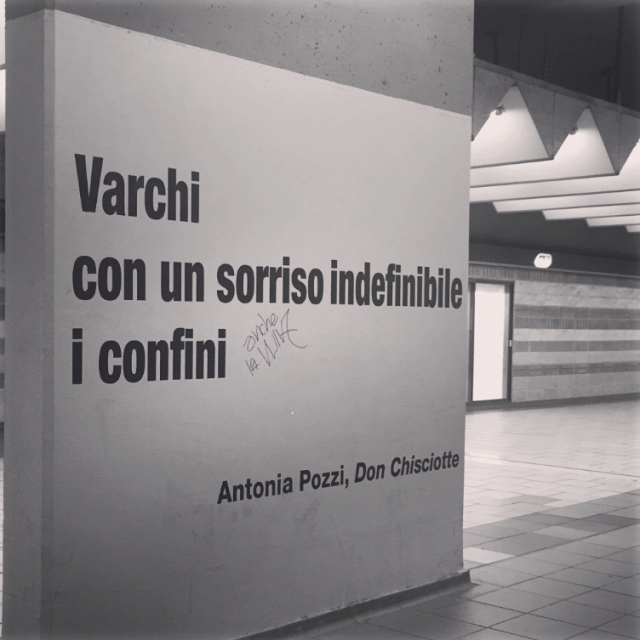 Varchi
con un sorriso indefinibile
i confini
anche
la
Antonia Pozzi, Don Chisciotte